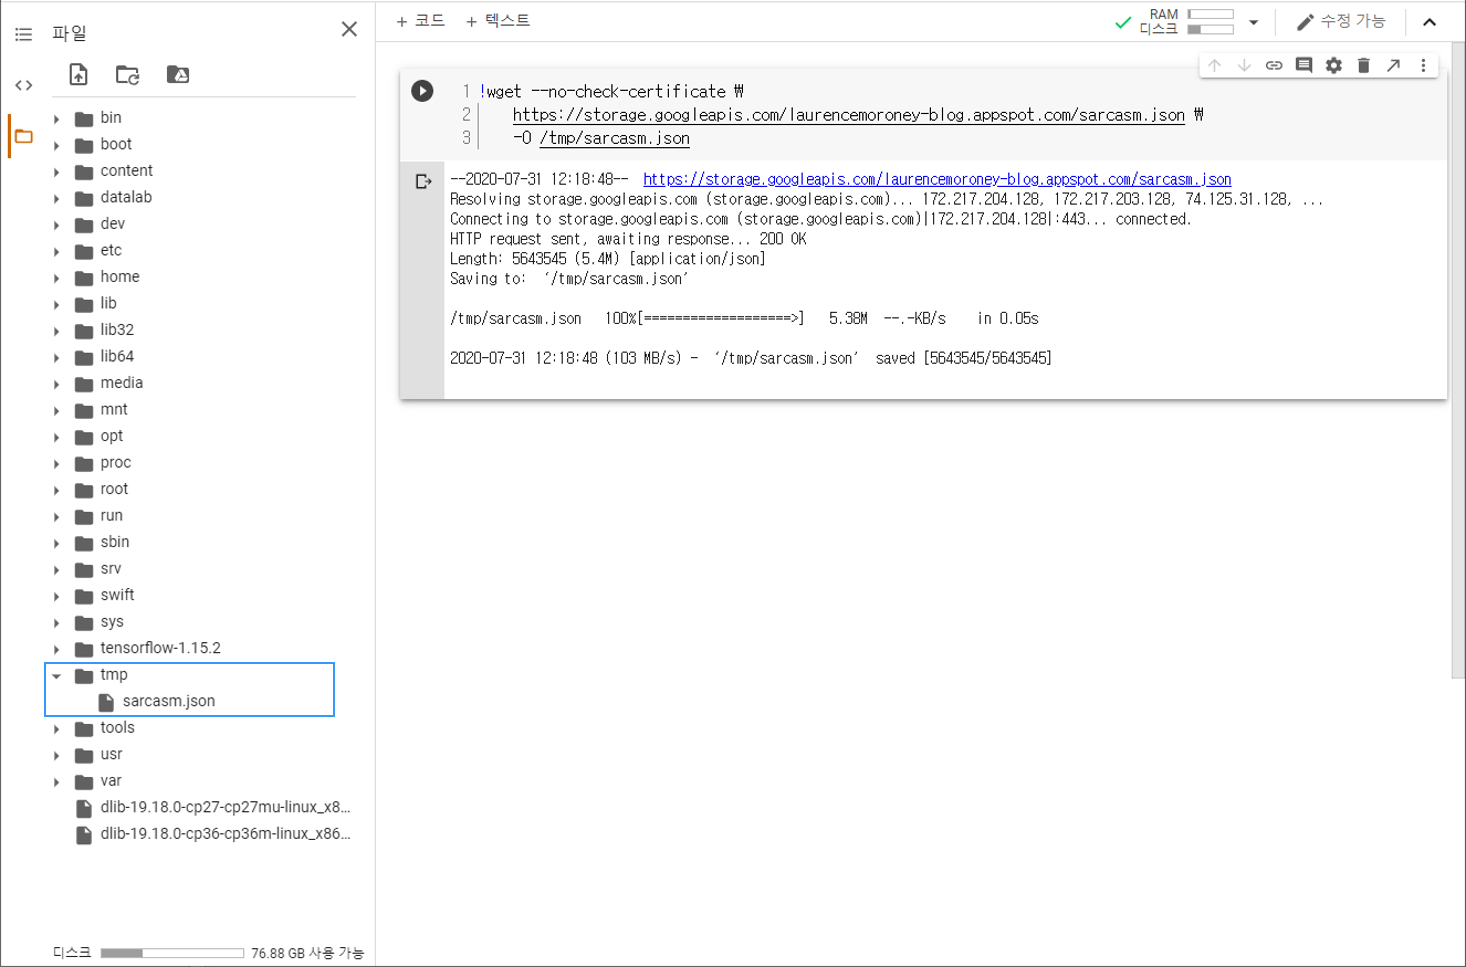 파일
bin
boot
content
datalab
dev
etc
home
lib
lib32
lib64
media
mnt
opt
proc
root
run
sbin
srv
swift
sys
tensorflow-1.15.2
tmp
sarcasm.json
tools
usr
var
dlib-19.18.0-cp27-cp27mu-linux_x8...
dlib-19.18.0-cp36-cp36m-linux_x86...
디스크 76.88 GB 사용 가능
+ 코드 + 텍스트
RAM
디스크
수정 가능
1 !wget --no-check-certificate ₩
2 https://storage.googleapis.com/laurencemoroney-blog.appspot.com/sarcasm.json ₩
3 -O /tmp/sarcasm.json
--2020-07-31 12:18:48-- https://storage.googleapis.com/laurencemoroney-blog.appspot.com/sarcasm.json
Resolving storage.googleapis.com (storage.googleapis.com)... 172.217.204.128, 172.217.203.128, 74.125.31.128, ...
Connecting to storage.googleapis.com (storage.googleapis.com)|172.217.204.128|:443... connected.
HTTP request sent, awaiting response... 200 OK
Length: 5643545 (5.4M) [application/json]
Saving to: ‘/tmp/sarcasm.json’
/tmp/sarcasm.json 100%[===================>] 5.38M --.-KB/s in 0.05s
2020-07-31 12:18:48 (103 MB/s) - ‘/tmp/sarcasm.json’ saved [5643545/5643545]